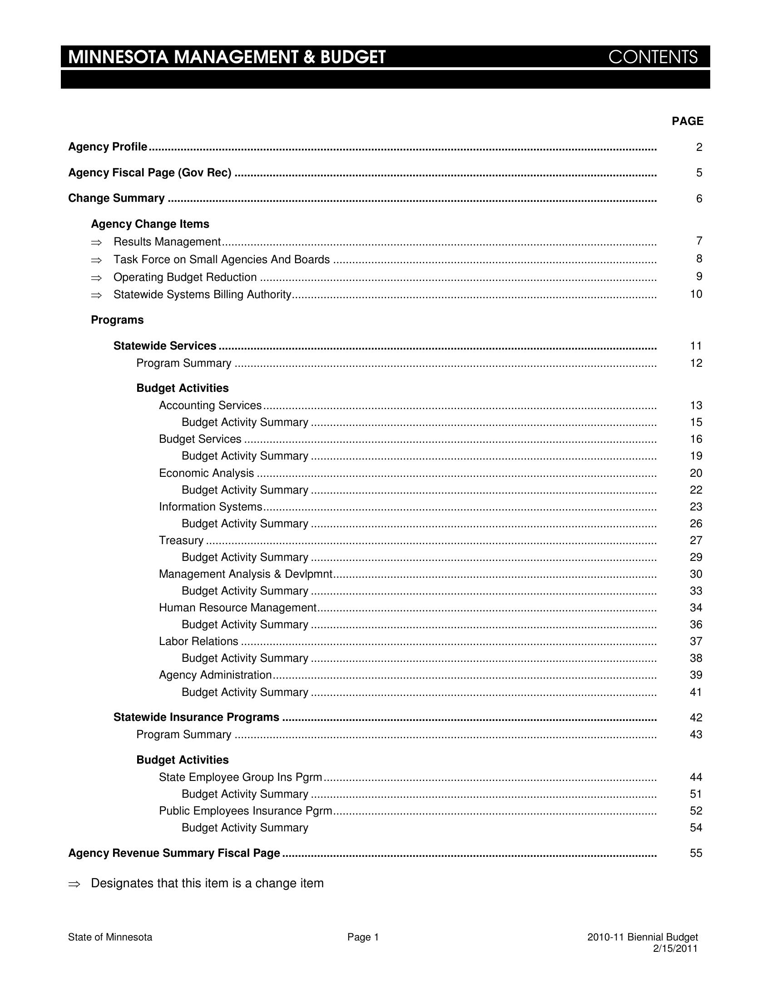 MINNESOTA MANAGEMENT & BUDGET CONTENTS
PAGE
Agency Profile 2
Agency Fiscal Page (Gov Rec) 5
Change Summary 6
Agency Change Items
⇒ Results Management 7
⇒ Task Force on Small Agencies And Boards 8
⇒ Operating Budget Reduction 9
⇒ Statewide Systems Billing Authority 10
Programs
Statewide Services 11
Program Summary 12
Budget Activities
Accounting Services 13
Budget Activity Summary 15
Budget Services 16
Budget Activity Summary 19
Economic Analysis 20
Budget Activity Summary 22
Information Systems 23
Budget Activity Summary 26
Treasury 27
Budget Activity Summary 29
Management Analysis & Devlpmnt 30
Budget Activity Summary 33
Human Resource Management 34
Budget Activity Summary 36
Labor Relations 37
Budget Activity Summary 38
Agency Administration 39
Budget Activity Summary 41
Statewide Insurance Programs 42
Program Summary 43
Budget Activities
State Employee Group Ins Pgrm 44
Budget Activity Summary 51
Public Employees Insurance Pgrm 52
Budget Activity Summary 54
Agency Revenue Summary Fiscal Page 55
⇒ Designates that this item is a change item
State of Minnesota Page 1 2010-11 Biennial Budget
2/15/2011